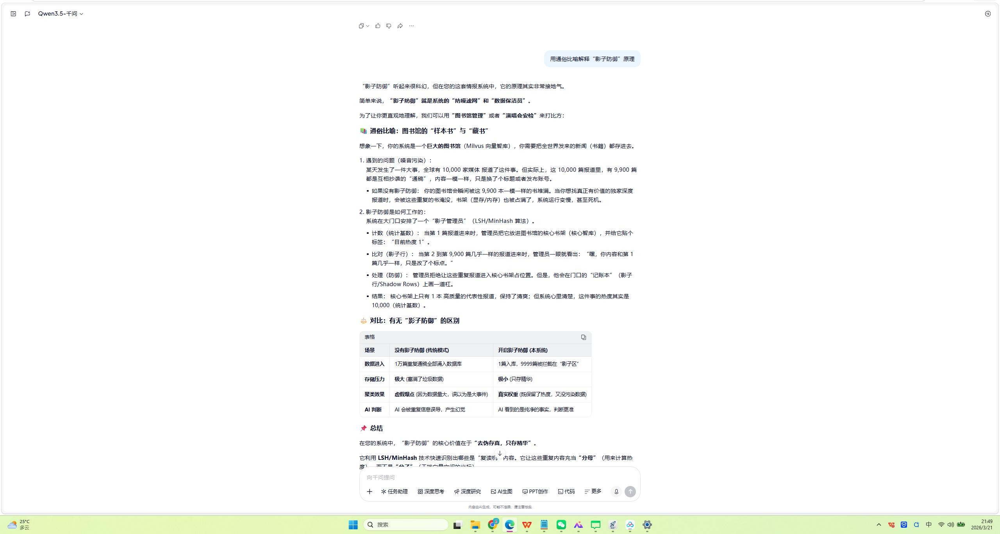 Qwen3.5-千问
用通俗比喻解释“影子防御”原理
“影子防御”听起来很科幻，但在您的这套情报系统中，它的原理其实非常接地气。
简单来说，“影子防御”就是系统的“防噪滤网”和“数据保洁员”。
为了让你更直观地理解，我们可以用“图书馆管理”或者“演唱会安检”来打比方：
通俗比喻：图书馆的“样本书”与“藏书”
想象一下，你的系统是一个巨大的图书馆（Milvus 向量智库），你需要把全世界发来的新闻（书籍）都存进去。
1. 遇到的问题（噪音污染）：
某天发生了一件大事，全球有 10,000 家媒体 报道了这件事。但实际上，这 10,000 篇报道里，有 9,900 篇
都是互相抄袭的“通稿”，内容一模一样，只是换了个标题或者发布账号。
• 如果没有影子防御： 你的图书馆会瞬间被这 9,900 本一模一样的书堆满。当你想找真正有价值的独家深度
报道时，会被这些重复的书淹没，书架（显存/内存）也被占满了，系统运行变慢，甚至死机。
2. 影子防御是如何工作的：
系统在大门口安排了一个“影子管理员”（LSH/MinHash 算法）。
• 计数（统计基数）： 当第 1 篇报道进来时，管理员把它放进图书馆的核心书架（核心智库），并给它贴个
标签：“目前热度 1”。
• 比对（影子行）： 当第 2 到第 9,900 篇几乎一样的报道进来时，管理员一眼就看出：“嘿，你内容和第 1
篇几乎一样，只是改了个标点。”
• 处理（防御）： 管理员拒绝让这些重复报道进入核心书架占位置。但是，他会在门口的“记账本”（影子
行/Shadow Rows）上画一道杠。
• 结果： 核心书架上只有 1 本 高质量的代表性报道，保持了清爽；但系统心里清楚，这件事的热度其实是
10,000（统计基数）。
对比：有无“影子防御”的区别
表格
场景 没有影子防御 (传统模式) 开启影子防御 (本系统)
数据进入 1万篇重复通稿全部涌入数据库 1篇入库，9999篇被拦截在“影子区”
存储压力 极大 (塞满了垃圾数据) 极小 (只存精华)
聚类效果 虚假爆点 (因为数据量大，误以为是大事件) 真实权重 (既保留了热度，又没污染数据)
AI 判断 AI 会被重复信息误导，产生幻觉 AI 看到的是纯净的事实，判断更准
总结
在您的系统中，“影子防御”的核心价值在于“去伪存真，只存精华”。
它利用 LSH/MinHash 技术快速识别出哪些是“复读机”内容。它让这些重复内容充当“分母”（用来计算热
度），而不是“分子”（干扰向量空间的坐标）
向千问提问
任务助理 深度思考 深度研究 AI生图 PPT创作 代码 更多
内容由AI生成，可能不准确，请注意核实
25°C
多云
搜索
中
21:49
2026/3/21